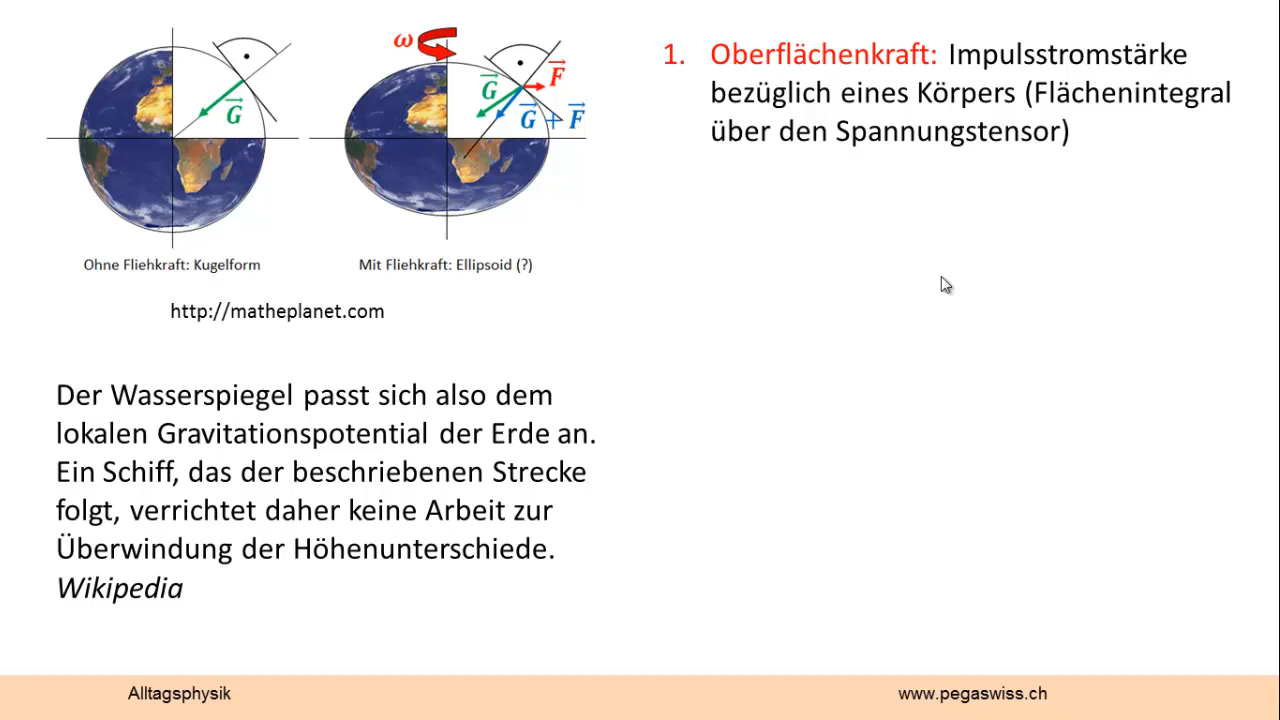 ω
G
F
G
G + F
Ohne Fliehkraft: Kugelform
Mit Fliehkraft: Ellipsoid (?)
http://matheplanet.com
Der Wasserspiegel passt sich also dem
lokalen Gravitationspotential der Erde an.
Ein Schiff, das der beschriebenen Strecke
folgt, verrichtet daher keine Arbeit zur
Überwindung der Höhenunterschiede.
Wikipedia
1. Oberflächenkraft: Impulsstromstärke
bezüglich eines Körpers (Flächenintegral
über den Spannungstensor)
Alltagsphysik
www.pegaswiss.ch